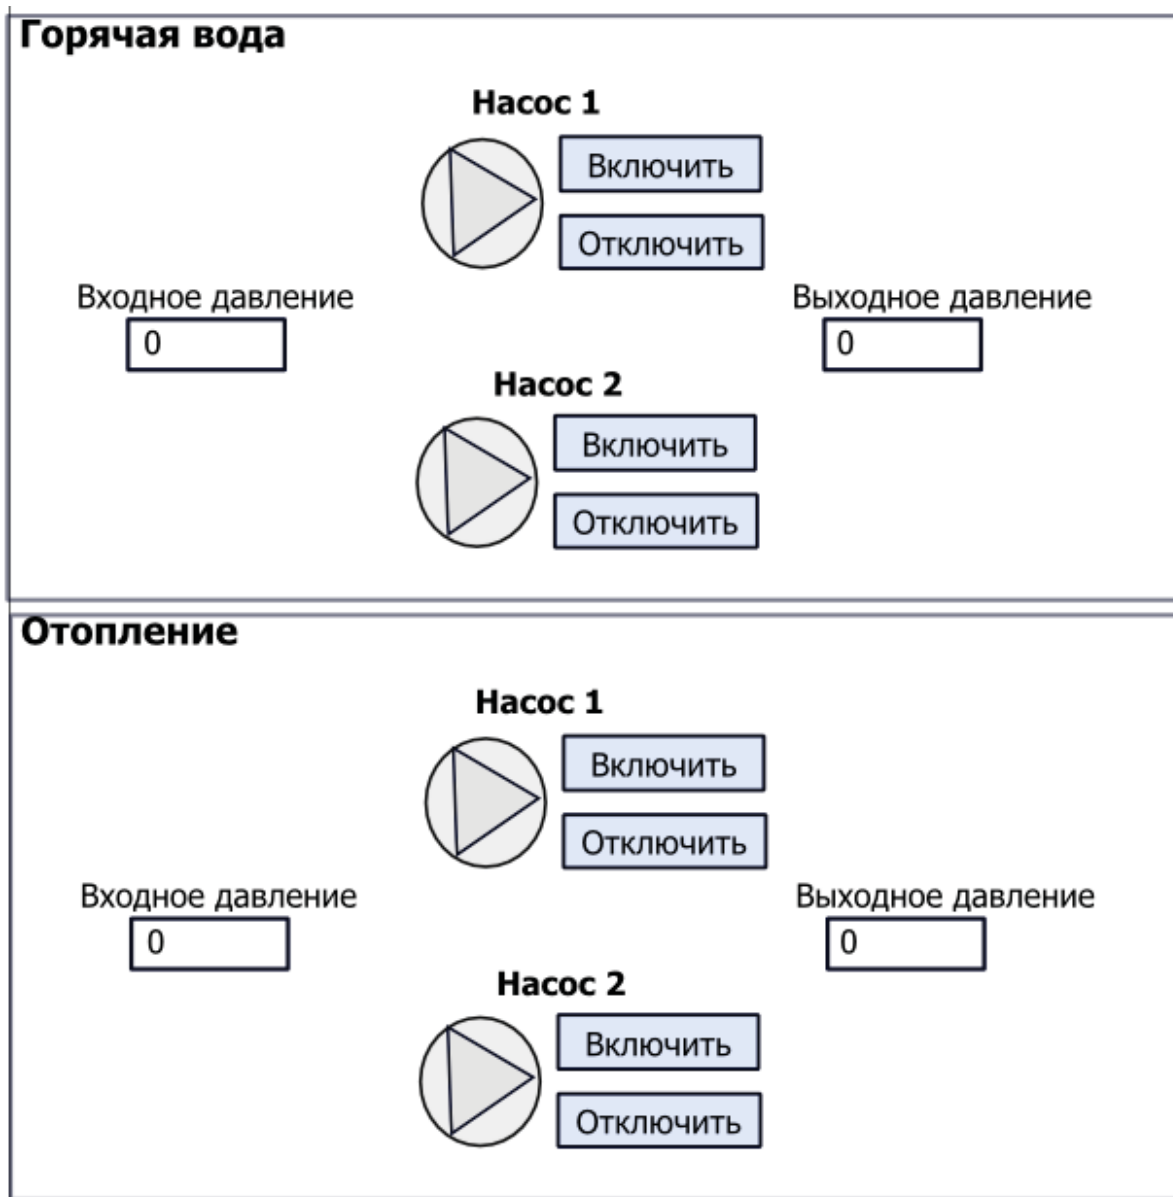 Горячая вода
Насос 1
Включить
Отключить
Входное давление
0
Выходное давление
0
Насос 2
Включить
Отключить
Отопление
Насос 1
Включить
Отключить
Входное давление
0
Выходное давление
0
Насос 2
Включить
Отключить